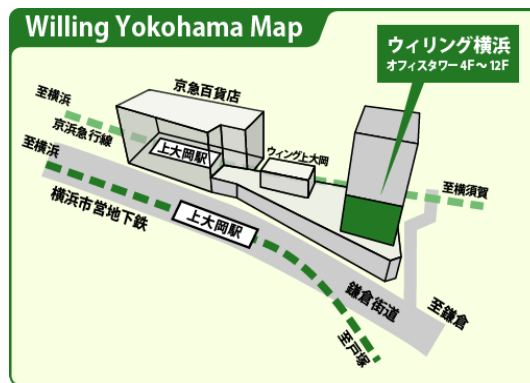 Willing Yokohama Map
ウィリング横浜
オフィスタワー4F〜12F
京急百貨店
至横浜
京浜急行線
上大岡駅
ウィング上大岡
至横須賀
至横浜
横浜市営地下鉄
上大岡駅
鎌倉街道
至鎌倉
至戸塚